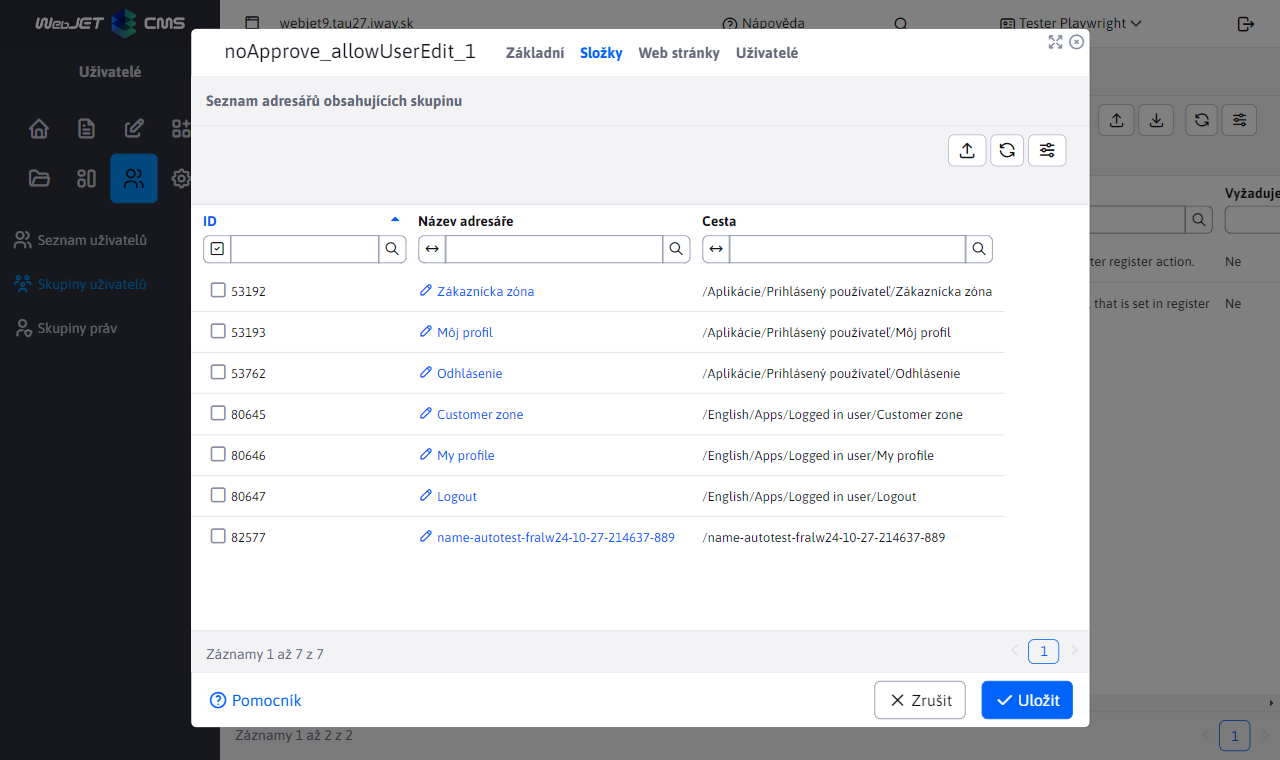 WebJET CMS
webjet9.tau27.iway.sk
Nápověda
Tester Playwright
Uživatelé
noApprove_allowUserEdit_1
Základní Složky Web stránky Uživatelé
Seznam adresářů obsahujících skupinu
ID Název adresáře Cesta
53192 Zákaznícka zóna /Aplikácie/Prihlásený používateľ/Zákaznícka zóna
53193 Môj profil /Aplikácie/Prihlásený používateľ/Môj profil
53762 Odhlásenie /Aplikácie/Prihlásený používateľ/Odhlásenie
80645 Customer zone /English/Apps/Logged in user/Customer zone
80646 My profile /English/Apps/Logged in user/My profile
80647 Logout /English/Apps/Logged in user/Logout
82577 name-autotest-fralw24-10-27-214637-889 /name-autotest-fralw24-10-27-214637-889
Záznamy 1 až 7 z 7
1
Pomocník
Zrušit
Uložit
Seznam uživatelů
Skupiny uživatelů
Skupiny práv
Vyžaduje
ter register action. Ne
that is set in register Ne
Záznamy 1 až 2 z 2
1